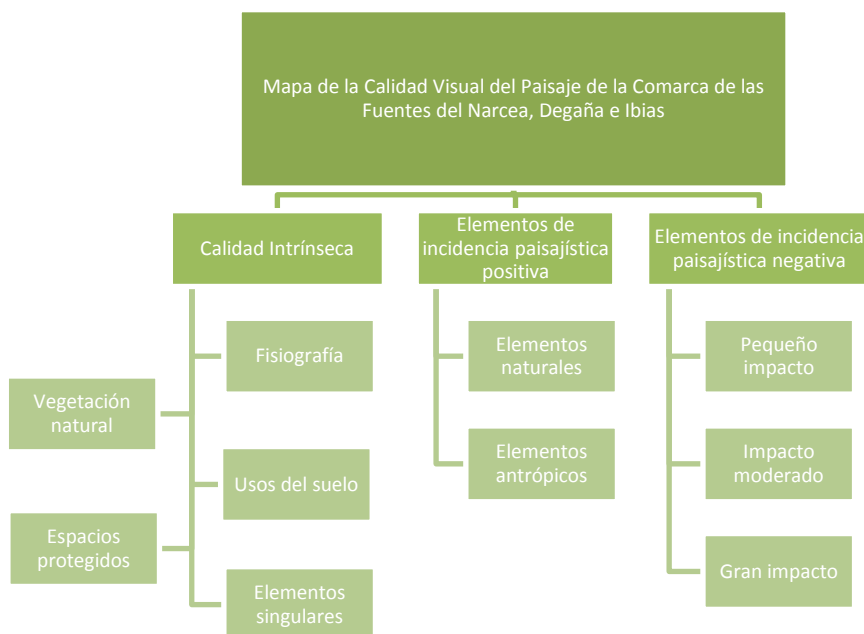 Mapa de la Calidad Visual del Paisaje de la Comarca de las
Fuentes del Narcea, Degaña e Ibias
Calidad Intrínseca
Elementos de
incidencia paisajística
positiva
Elementos de incidencia
paisajística negativa
Fisiografía
Vegetación
natural
Usos del suelo
Espacios
protegidos
Elementos
singulares
Elementos
naturales
Elementos
antrópicos
Pequeño
impacto
Impacto
moderado
Gran impacto